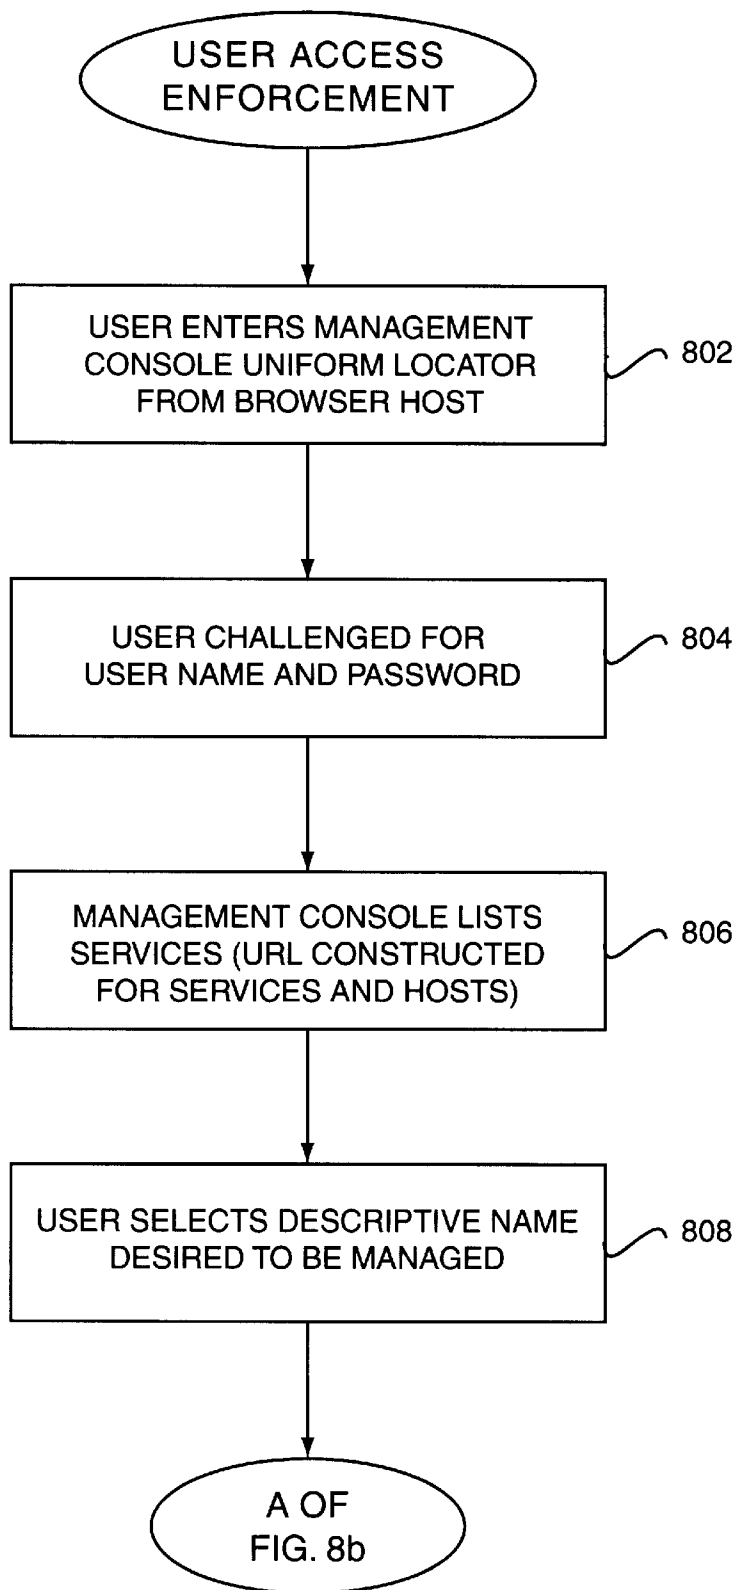 USER ACCESS
ENFORCEMENT
USER ENTERS MANAGEMENT
CONSOLE UNIFORM LOCATOR
FROM BROWSER HOST
802
USER CHALLENGED FOR
USER NAME AND PASSWORD
804
MANAGEMENT CONSOLE LISTS
SERVICES (URL CONSTRUCTED
FOR SERVICES AND HOSTS)
806
USER SELECTS DESCRIPTIVE NAME
DESIRED TO BE MANAGED
808
A OF
FIG. 8b